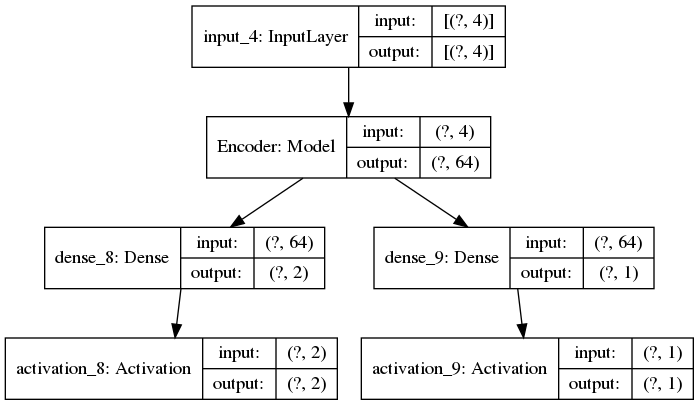 input_4: InputLayer
input: [(?, 4)]
output: [(?, 4)]
Encoder: Model
input: (?, 4)
output: (?, 64)
dense_8: Dense
input: (?, 64)
output: (?, 2)
dense_9: Dense
input: (?, 64)
output: (?, 1)
activation_8: Activation
input: (?, 2)
output: (?, 2)
activation_9: Activation
input: (?, 1)
output: (?, 1)